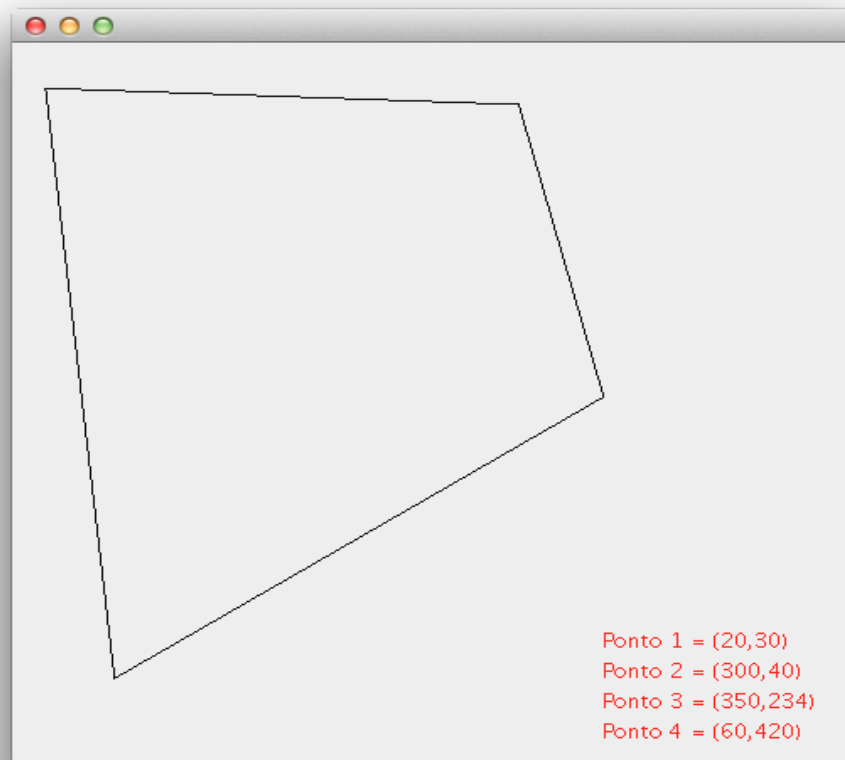 Ponto 1 = (20,30)
Ponto 2 = (300,40)
Ponto 3 = (350,234)
Ponto 4 = (60,420)